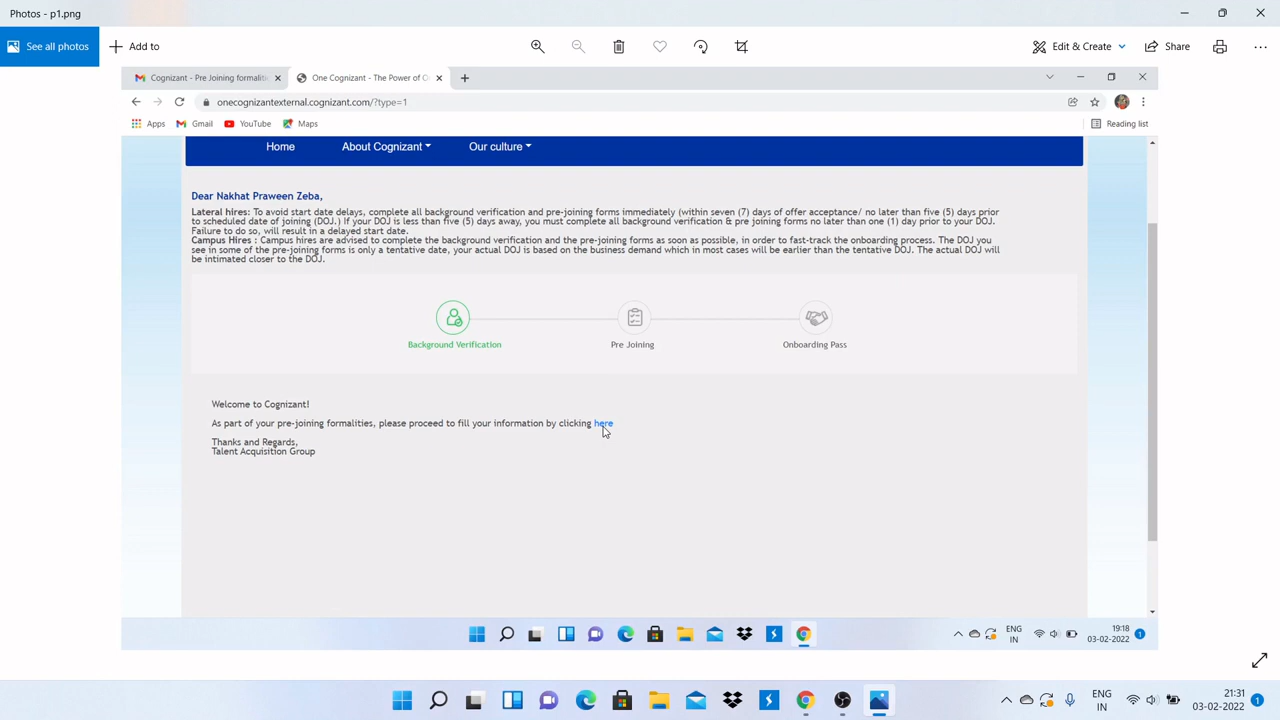 Photos - p1.png
See all photos
Add to
Edit & Create
Share
Cognizant - Pre Joining formaliti
One Cognizant - The Power of O
onecognizantexternal.cognizant.com/?type=1
Apps
Gmail
YouTube
Maps
Reading list
Home
About Cognizant
Our culture
Dear Nakhat Praween Zeba,
Lateral hires: To avoid start date delays, complete all background verification and pre-joining forms immediately (within seven (7) days of offer acceptance/ no later than five (5) days prior
to scheduled date of joining (DOJ.) If your DOJ is less than five (5) days away, you must complete all background verification & pre joining forms no later than one (1) day prior to your DOJ.
Failure to do so, will result in a delayed start date.
Campus Hires : Campus hires are advised to complete the background verification and the pre-joining forms as soon as possible, in order to fast-track the onboarding process. The DOJ you
see in some of the pre-joining forms is only a tentative date, your actual DOJ is based on the business demand which in most cases will be earlier than the tentative DOJ. The actual DOJ will
be intimated closer to the DOJ.
Background Verification
Pre Joining
Onboarding Pass
Welcome to Cognizant!
As part of your pre-joining formalities, please proceed to fill your information by clicking here
Thanks and Regards,
Talent Acquisition Group
ENG
IN
19:18
03-02-2022
1
ENG
IN
21:31
03-02-2022
1